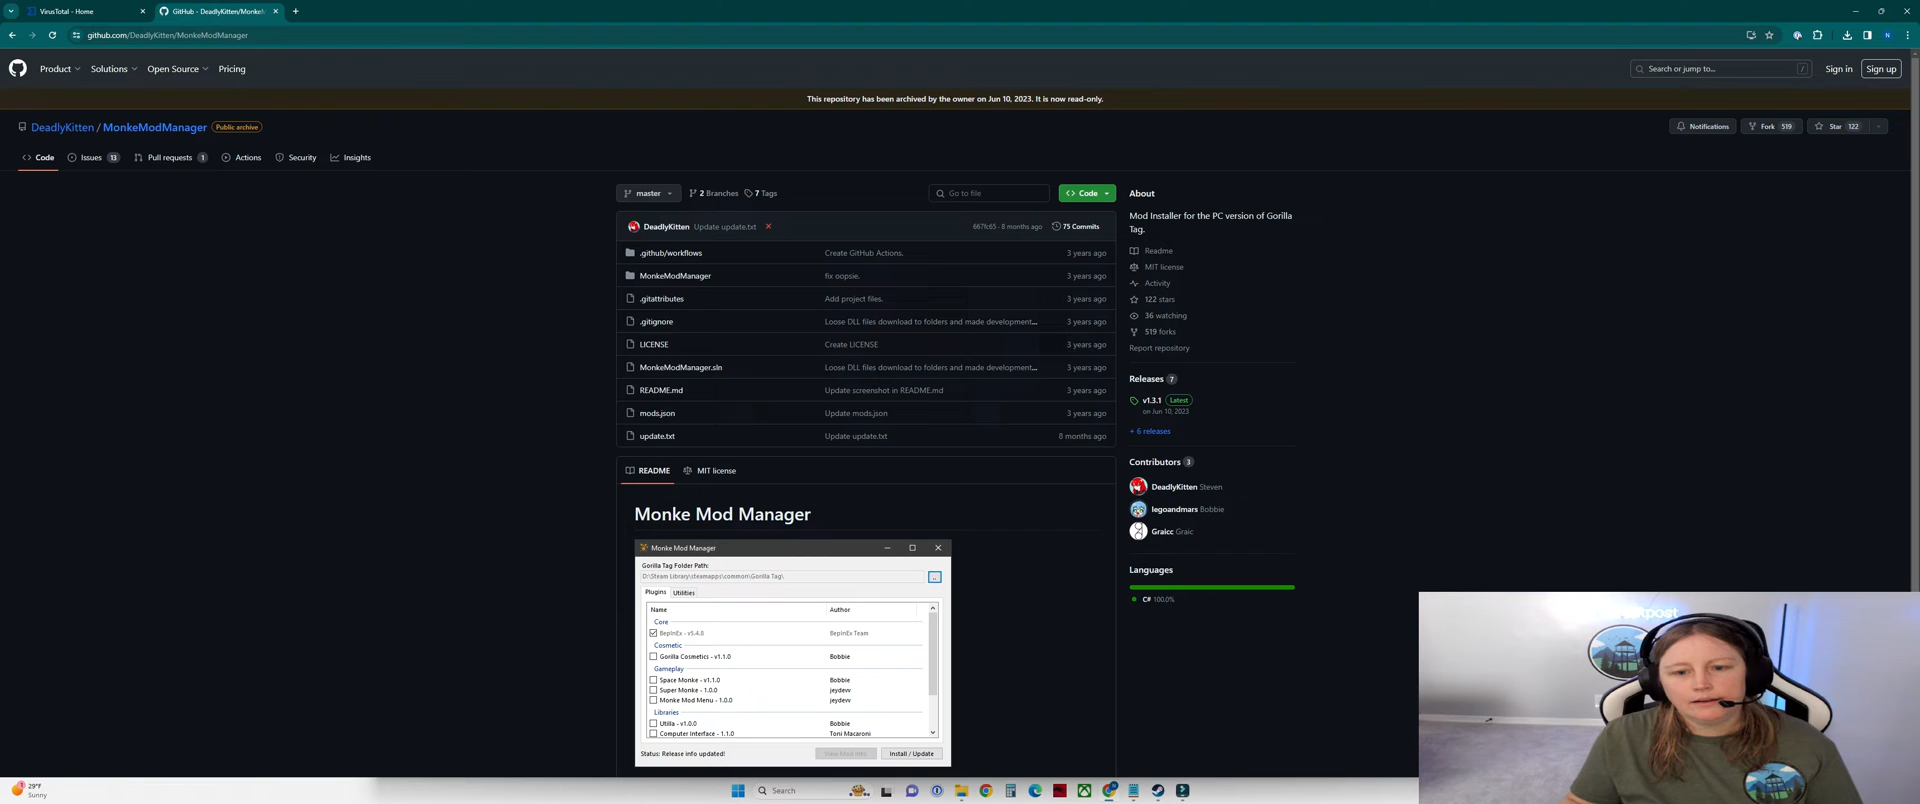 VirusTotal - Home
GitHub - DeadlyKitten/MonkeM
github.com/DeadlyKitten/MonkeModManager
Product
Solutions
Open Source
Pricing
Search or jump to...
/
Sign in
Sign up
This repository has been archived by the owner on Jun 10, 2023. It is now read-only.
DeadlyKitten / MonkeModManager
Public archive
Notifications
Fork 519
Star 122
Code
Issues 13
Pull requests 1
Actions
Security
Insights
master
2 Branches
7 Tags
Go to file
Code
About
Mod Installer for the PC version of Gorilla
Tag.
Readme
MIT license
Activity
122 stars
36 watching
519 forks
Report repository
DeadlyKitten Update update.txt
667fc65 · 8 months ago
75 Commits
.github/workflows Create GitHub Actions. 3 years ago
MonkeModManager fix oopsie. 3 years ago
.gitattributes Add project files. 3 years ago
.gitignore Loose DLL files download to folders and made development... 3 years ago
LICENSE Create LICENSE 3 years ago
MonkeModManager.sln Loose DLL files download to folders and made development... 3 years ago
README.md Update screenshot in README.md 3 years ago
mods.json Update mods.json 3 years ago
update.txt Update update.txt 8 months ago
Releases 7
v1.3.1 Latest
on Jun 10, 2023
+ 6 releases
Contributors 3
DeadlyKitten Steven
legoandmars Bobbie
Graicc Graic
Languages
C# 100.0%
README
MIT license
Monke Mod Manager
Monke Mod Manager
Gorilla Tag Folder Path:
D:\Steam Library\steamapps\common\Gorilla Tag\
..
Plugins
Utilities
Name Author
Core
BepInEx - v5.4.8 BepInEx Team
Cosmetic
Gorilla Cosmetics - v1.1.0 Bobbie
Gameplay
Space Monke - v1.1.0 Bobbie
Super Monke - 1.0.0 jeydevv
Monke Mod Menu - 1.0.0 jeydevv
Libraries
Utilla - v1.0.0 Bobbie
Computer Interface - 1.1.0 Toni Macaroni
Status: Release info updated!
View Mod Info
Install / Update
29°F
Sunny
Search